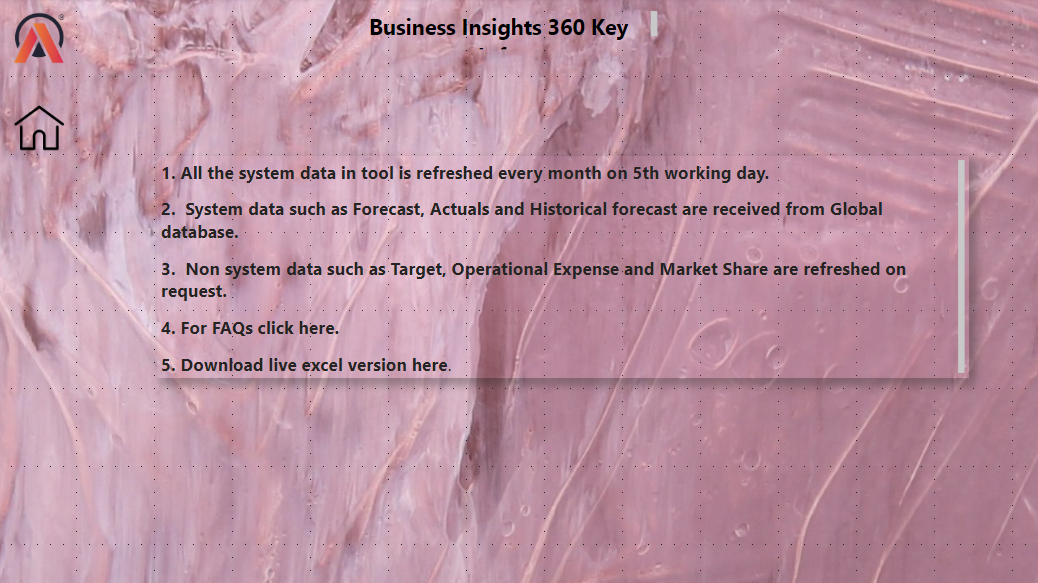 Business Insights 360 Key
1. All the system data in tool is refreshed every month on 5th working day.
2.  System data such as Forecast, Actuals and Historical forecast are received from Global
database.
3.  Non system data such as Target, Operational Expense and Market Share are refreshed on
request.
4. For FAQs click here.
5. Download live excel version here.